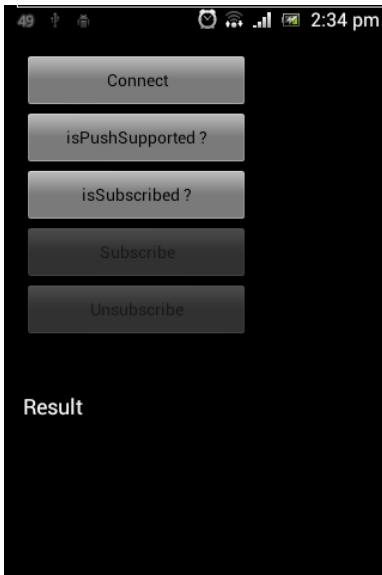 49 2:34 pm
Connect
isPushSupported ?
isSubscribed ?
Subscribe
Unsubscribe
Result